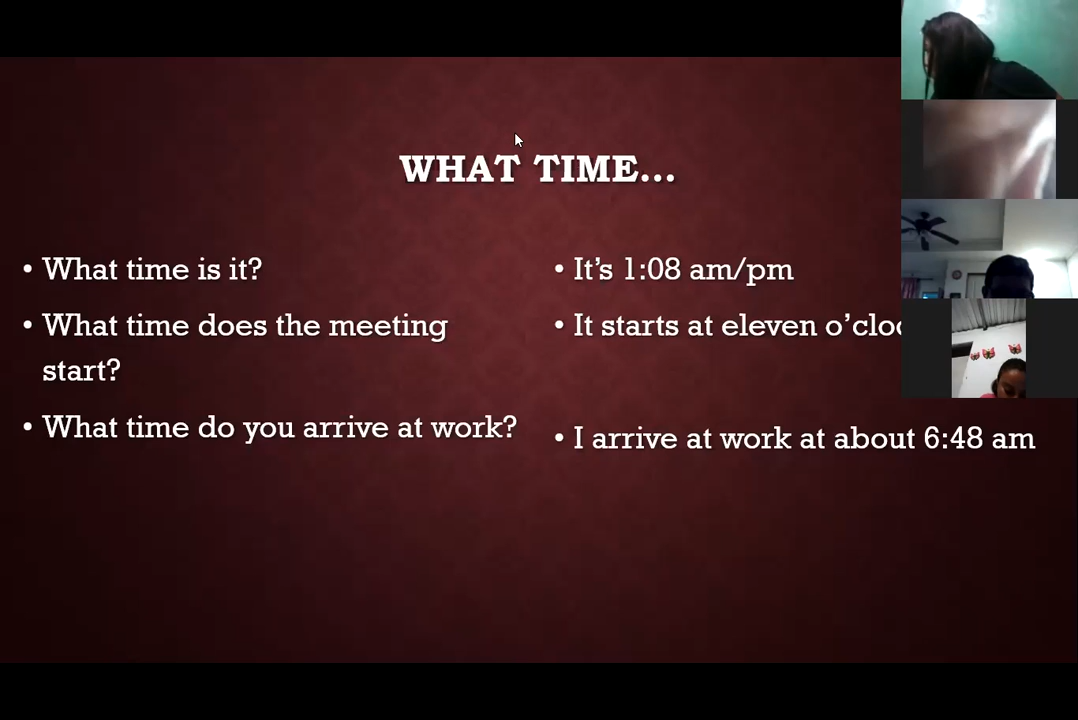 WHAT TIME...
• What time is it?
• What time does the meeting
start?
• What time do you arrive at work?
• It's 1:08 am/pm
• It starts at eleven
• I arrive at work at about 6:48 am